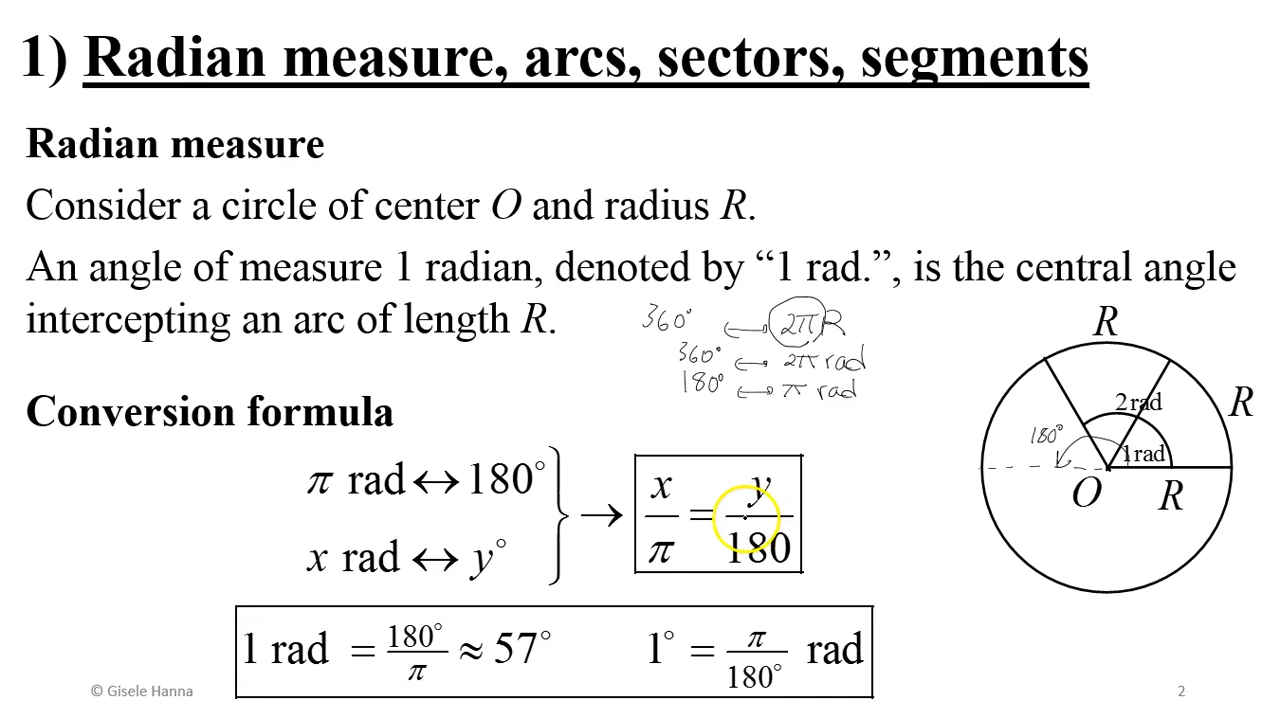 1) Radian measure, arcs, sectors, segments
Radian measure
Consider a circle of center O and radius R.
An angle of measure 1 radian, denoted by “1 rad.”, is the central angle
intercepting an arc of length R.
360° ⟷ 2πR
360° ⟷ 2π rad
180° ⟷ π rad
R
R
2 rad
180°
1 rad
O
R
Conversion formula
π rad ↔ 180°
x rad ↔ y°
} → x/π = y/180
1 rad = 180°/π ≈ 57°
1° = π/180° rad
© Gisele Hanna
2